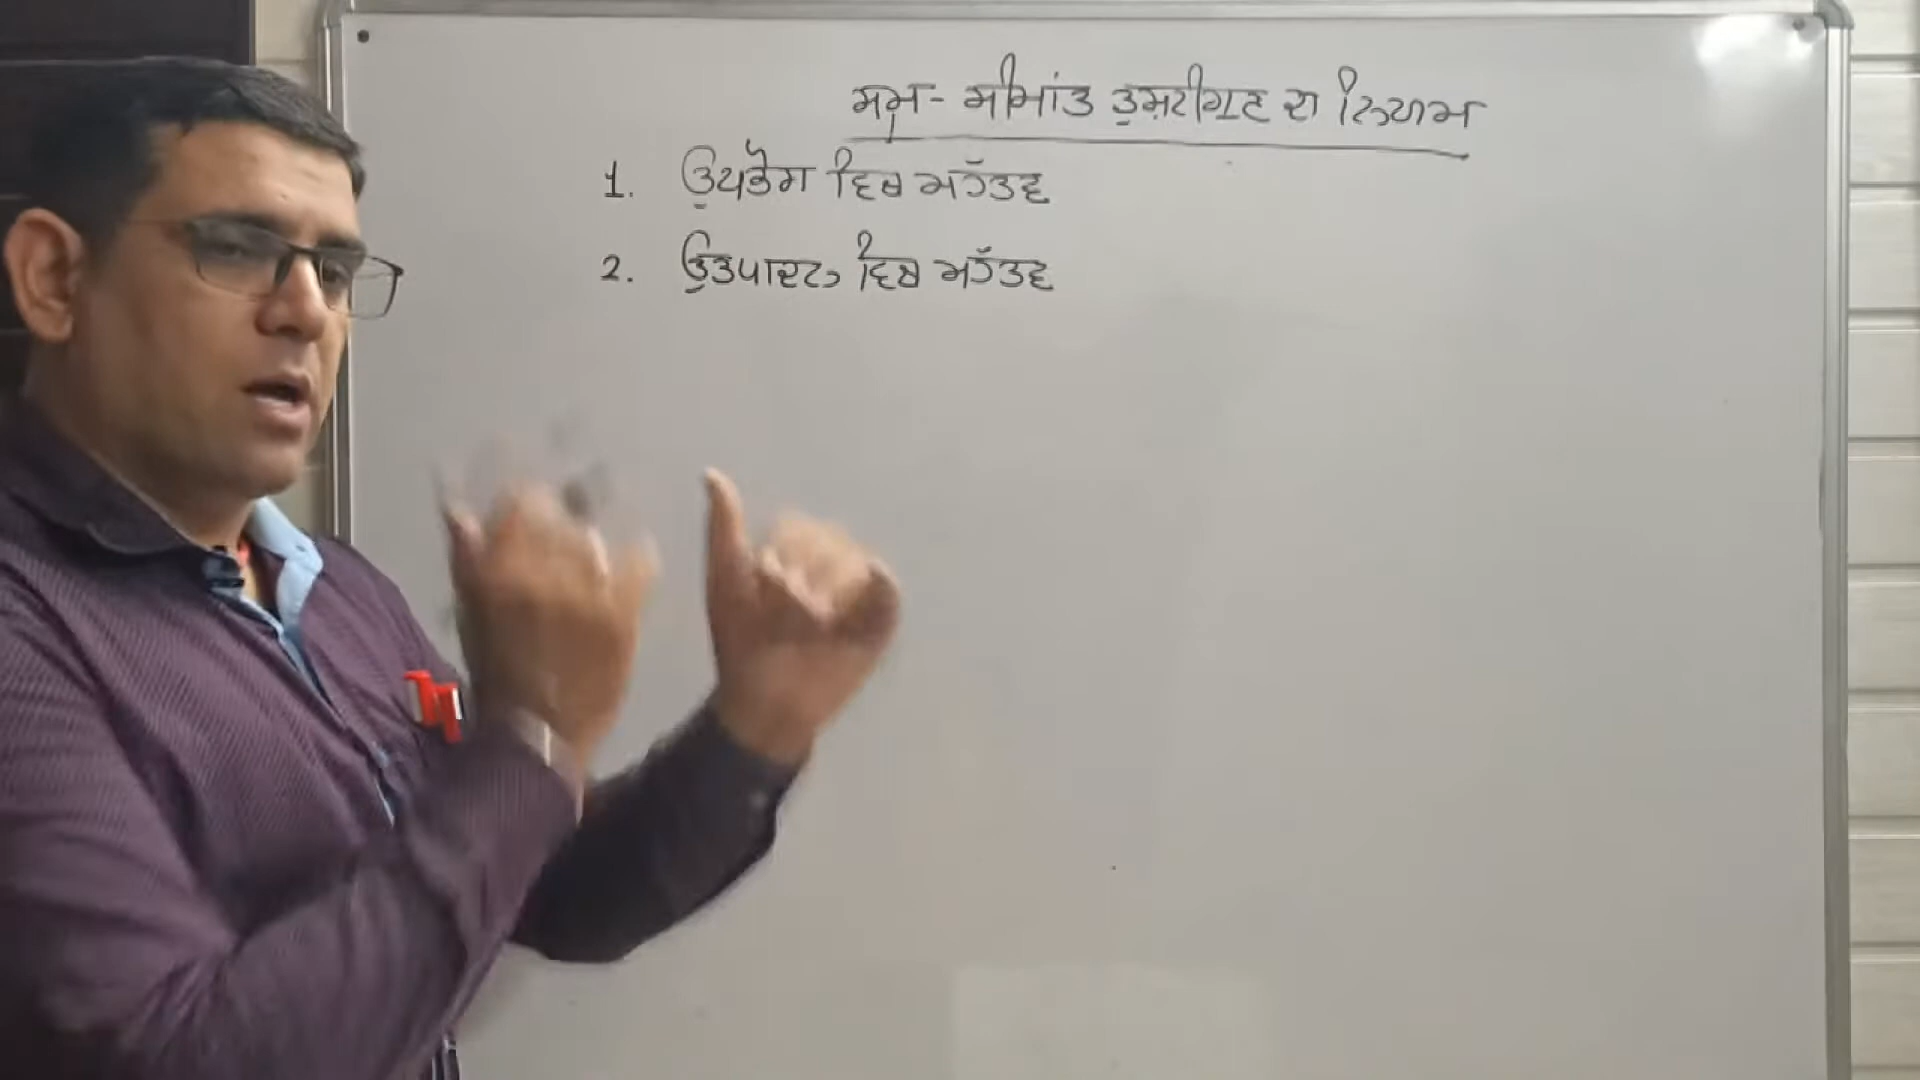 ਸਮ- ਸੀਮਾਂਤ ਤੁਸ਼ਟੀਗੁਣ ਦਾ ਨਿਯਮ
1. ਉਪਭੋਗ ਵਿਚ ਮਹੱਤਵ
2. ਉਤਪਾਦਨ ਵਿਚ ਮਹੱਤਵ